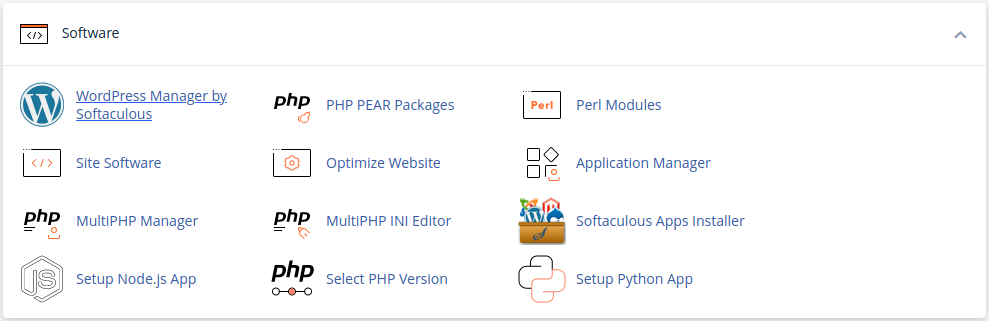 Software
WordPress Manager by
Softaculous
php
PHP PEAR Packages
Perl
Perl Modules
Site Software
Optimize Website
Application Manager
php
MultiPHP Manager
php
MultiPHP INI Editor
Softaculous Apps Installer
JS
Setup Node.js App
php
Select PHP Version
Setup Python App